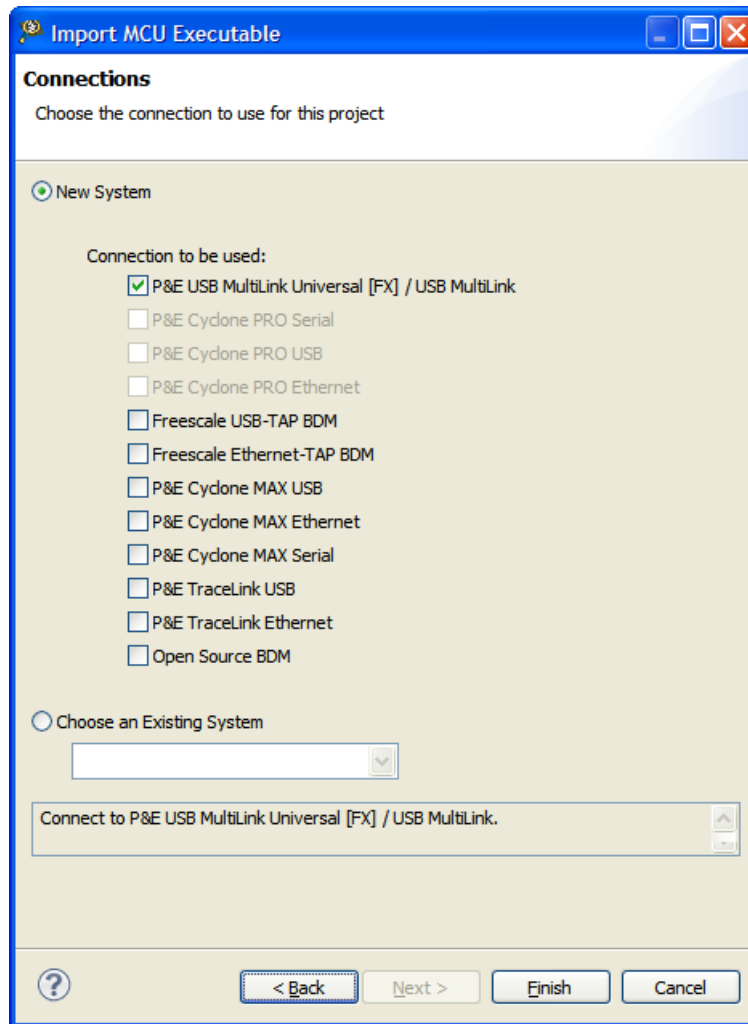 Import MCU Executable
Connections
Choose the connection to use for this project
New System
Connection to be used:
P&E USB MultiLink Universal [FX] / USB MultiLink
P&E Cyclone PRO Serial
P&E Cyclone PRO USB
P&E Cyclone PRO Ethernet
Freescale USB-TAP BDM
Freescale Ethernet-TAP BDM
P&E Cyclone MAX USB
P&E Cyclone MAX Ethernet
P&E Cyclone MAX Serial
P&E TraceLink USB
P&E TraceLink Ethernet
Open Source BDM
Choose an Existing System
Connect to P&E USB MultiLink Universal [FX] / USB MultiLink.
? < Back Next > Finish Cancel